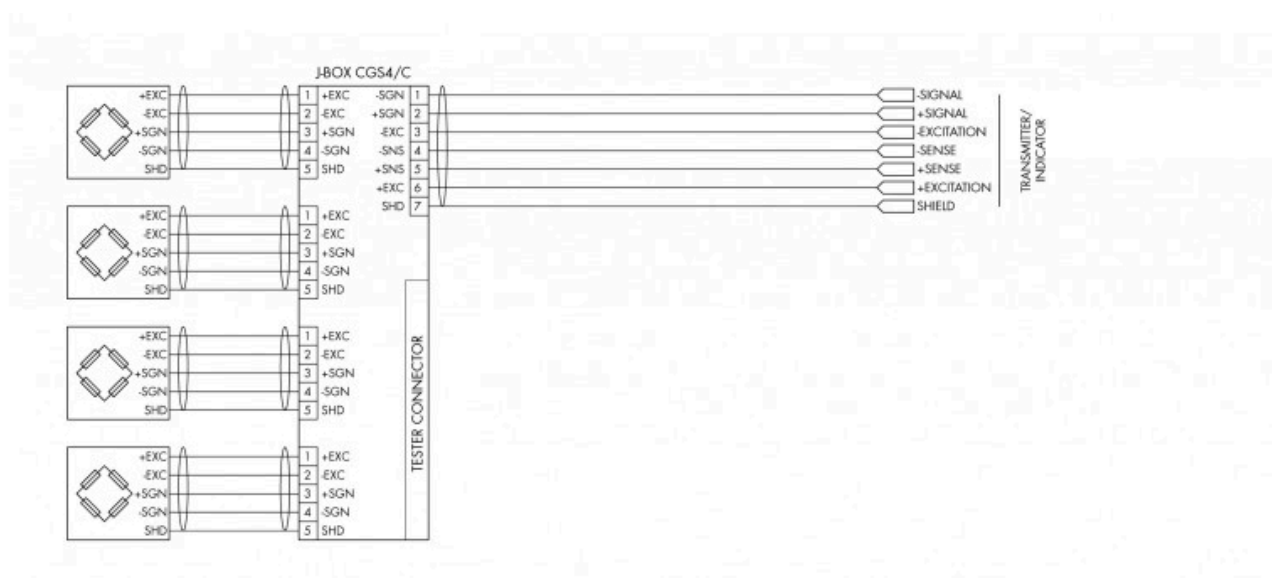 J-BOX CGS4/C
+EXC 1 +EXC -SGN 1 -SIGNAL
-EXC 2 -EXC +SGN 2 +SIGNAL
+SGN 3 +SGN -EXC 3 -EXCITATION
-SGN 4 -SGN -SNS 4 -SENSE
SHD 5 SHD +SNS 5 +SENSE
+EXC 6 +EXCITATION
SHD 7 SHIELD
TRANSMITTER/
INDICATOR
+EXC 1 +EXC
-EXC 2 -EXC
+SGN 3 +SGN
-SGN 4 -SGN
SHD 5 SHD
+EXC 1 +EXC
-EXC 2 -EXC
+SGN 3 +SGN
-SGN 4 -SGN
SHD 5 SHD
+EXC 1 +EXC
-EXC 2 -EXC
+SGN 3 +SGN
-SGN 4 -SGN
SHD 5 SHD
TESTER CONNECTOR